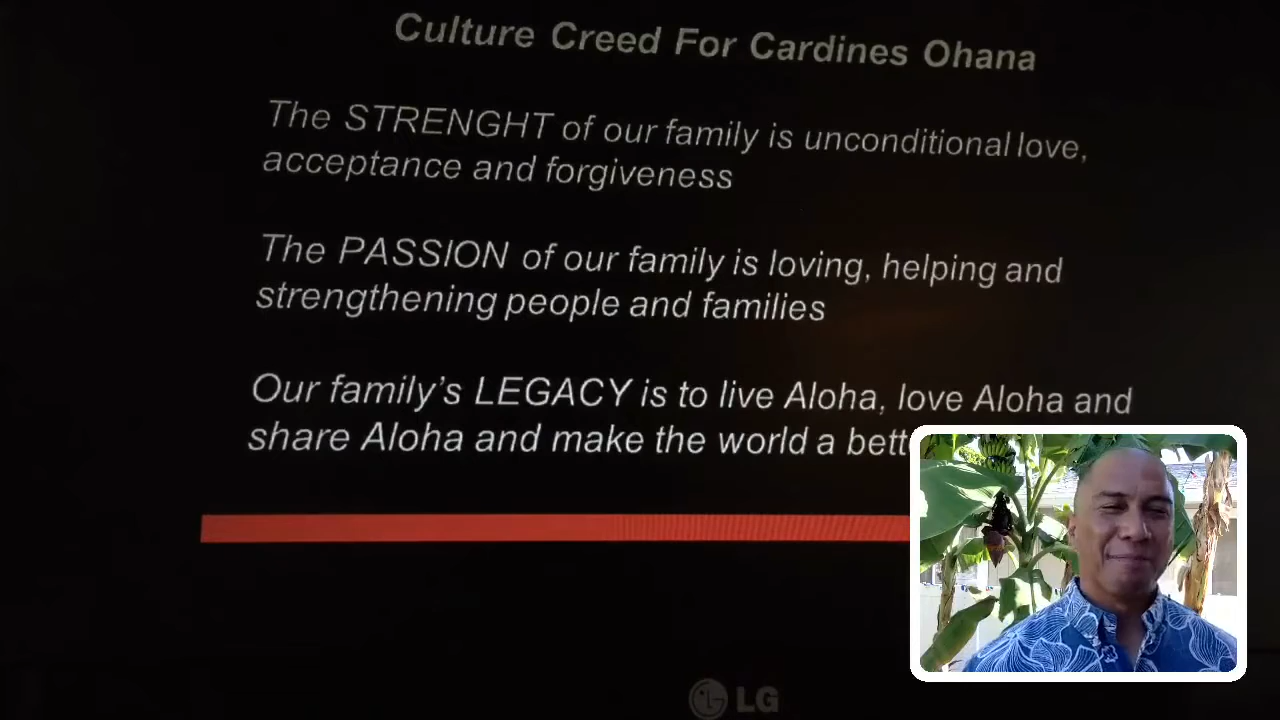 Culture Creed For Cardines Ohana
The STRENGHT of our family is unconditional love,
acceptance and forgiveness
The PASSION of our family is loving, helping and
strengthening people and families
Our family's LEGACY is to live Aloha, love Aloha and
share Aloha and make the world a
LG